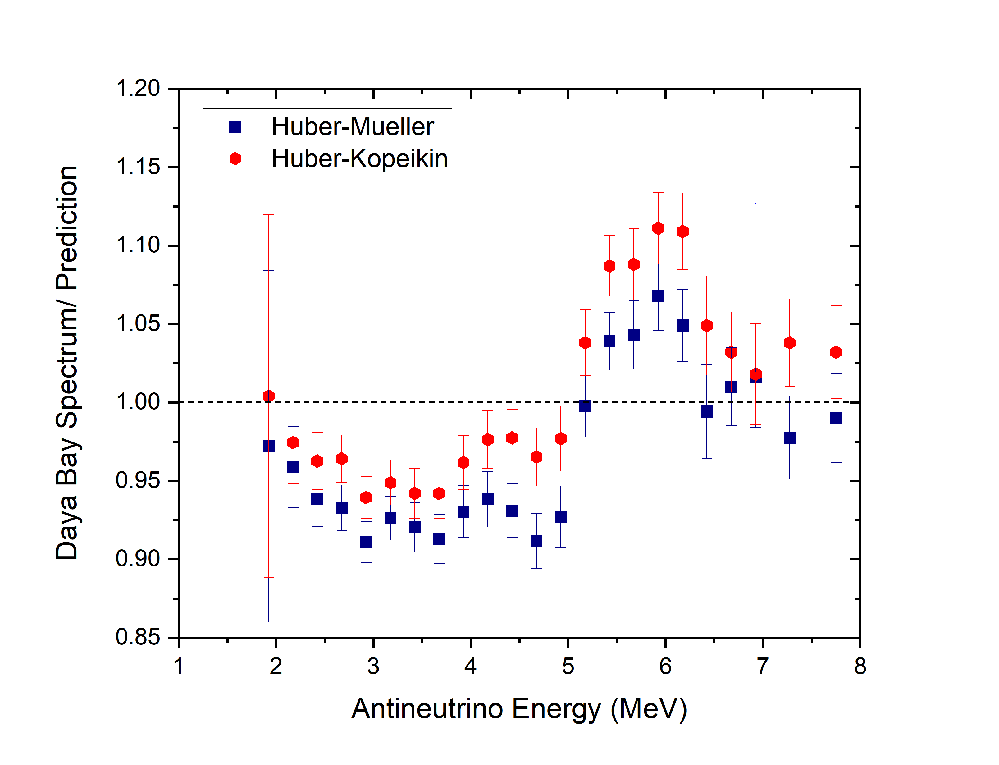 Daya Bay Spectrum/ Prediction
1.20
1.15
1.10
1.05
1.00
0.95
0.90
0.85
Huber-Mueller
Huber-Kopeikin
1 2 3 4 5 6 7 8
Antineutrino Energy (MeV)